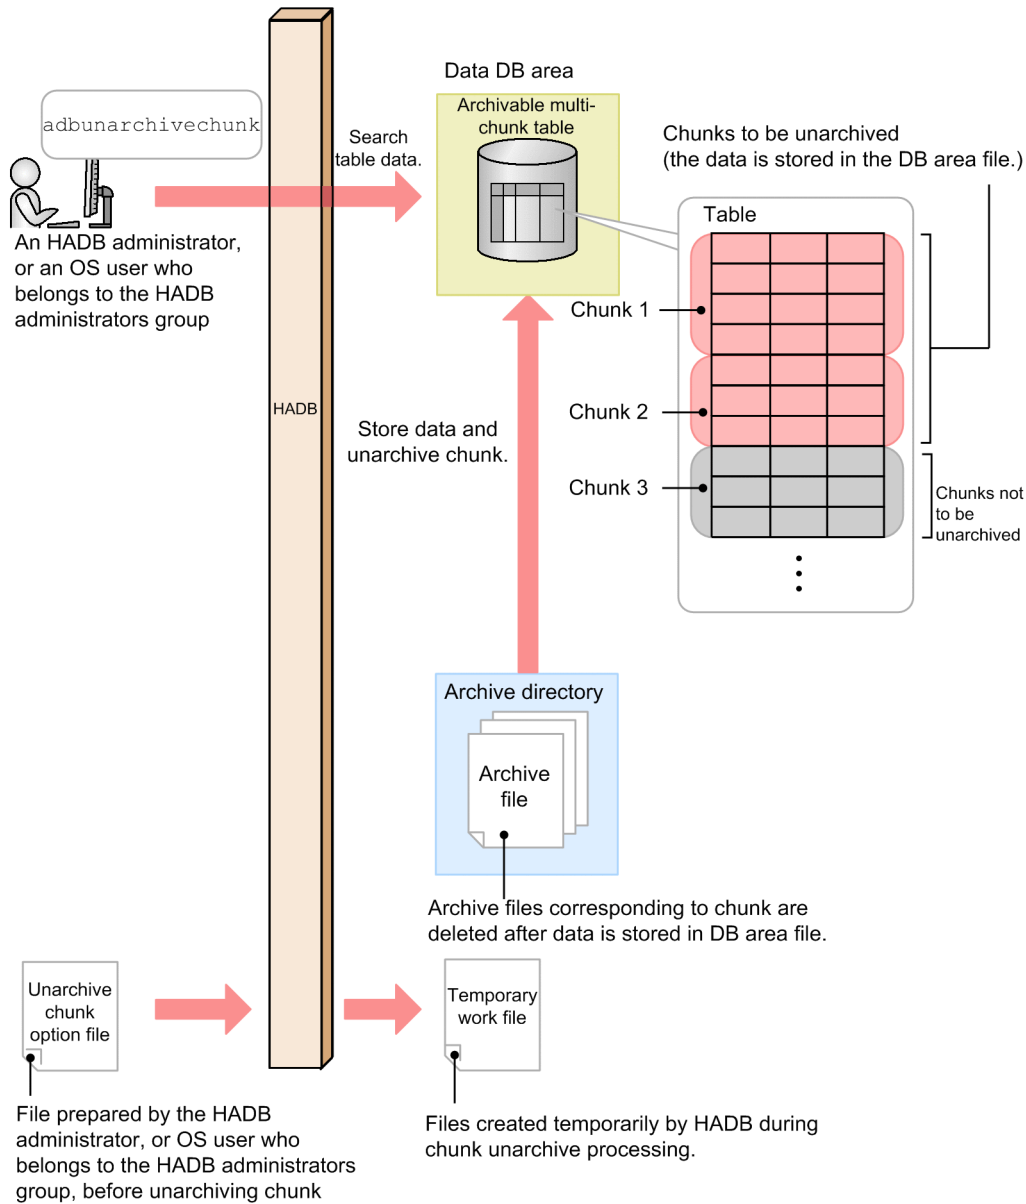 Data DB area
Archivable multi-
chunk table
adbunarchivechunk
Search
table data.
Chunks to be unarchived
(the data is stored in the DB area file.)
An HADB administrator,
or an OS user who
belongs to the HADB
administrators group
Table
Chunk 1
HADB
Chunk 2
Store data and
unarchive chunk.
Chunk 3
Chunks not
to be
unarchived
Archive directory
Archive
file
Archive files corresponding to chunk are
deleted after data is stored in DB area file.
Unarchive
chunk
option file
Temporary
work file
File prepared by the HADB
administrator, or OS user who
belongs to the HADB administrators
group, before unarchiving chunk
Files created temporarily by HADB during
chunk unarchive processing.